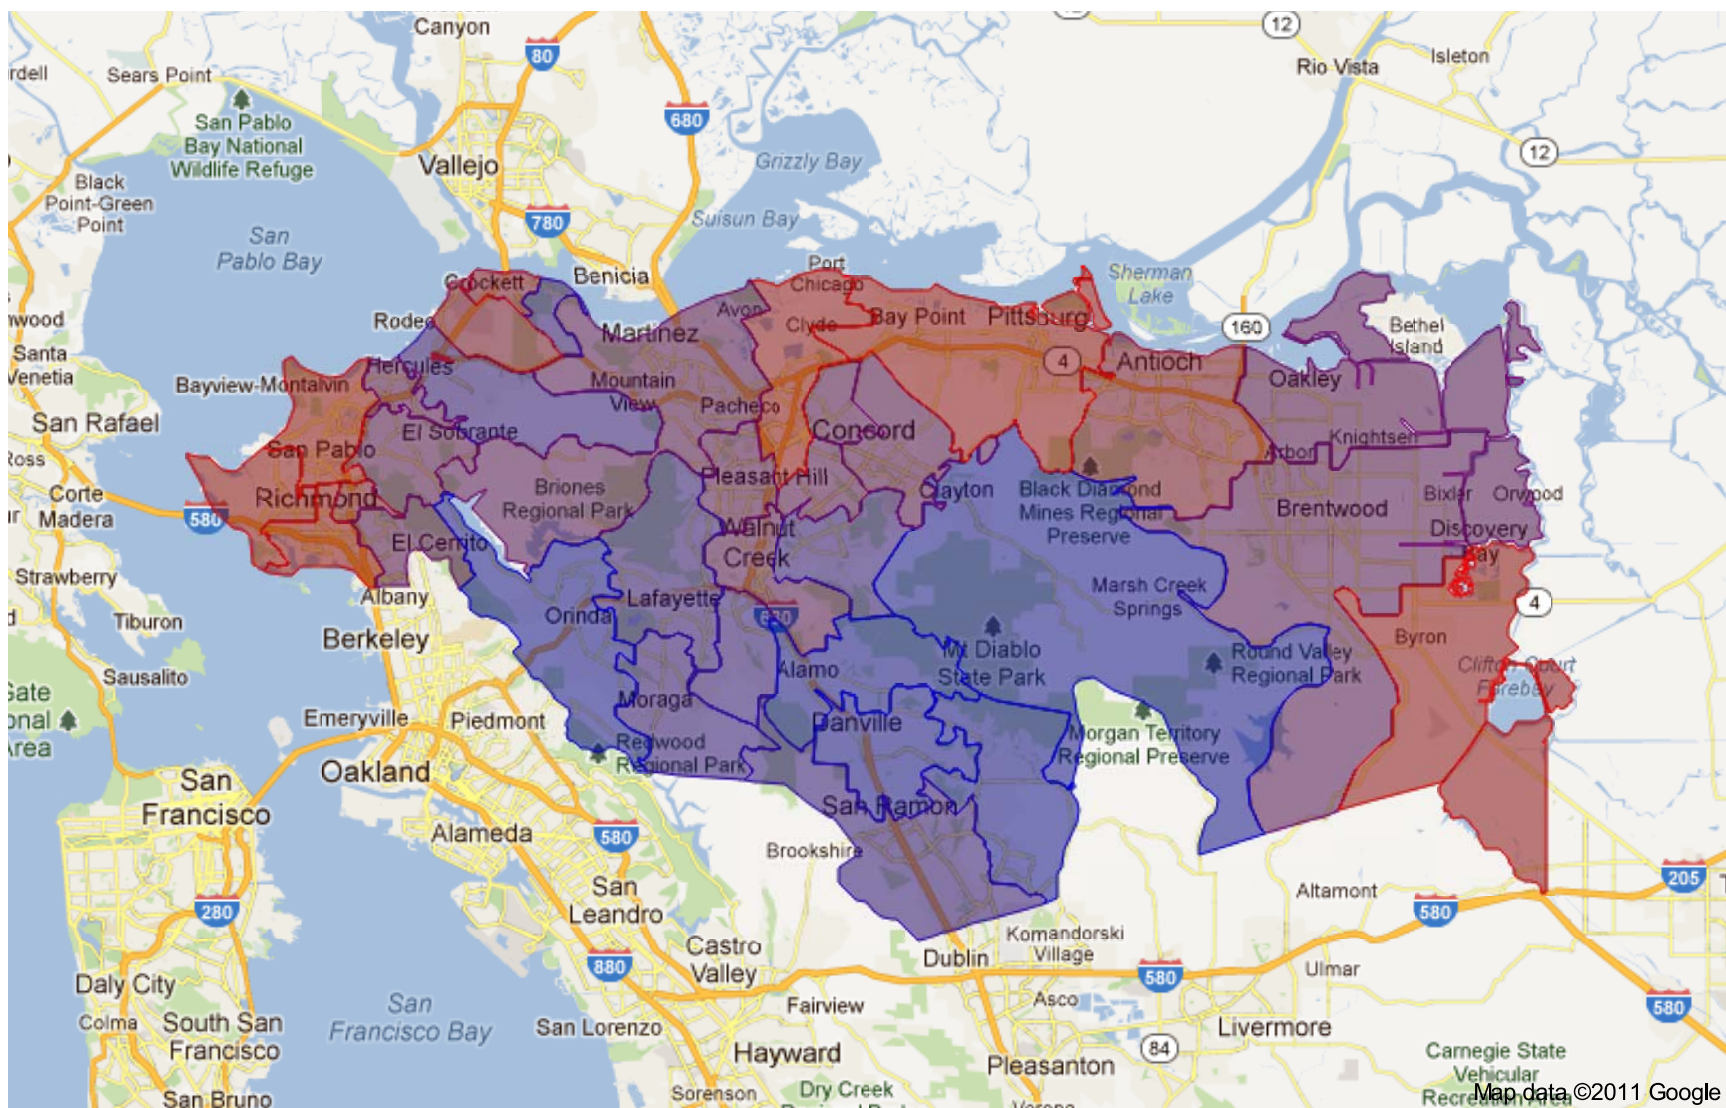 Canyon
12
80
Isleton
rdell
Sears Point
Rio Vista
680
San Pablo
Bay National
Wildlife Refuge
Vallejo
Grizzly Bay
12
Black
Point-Green
Point
780
Suisun Bay
San
Pablo Bay
Port
Chicago
Benicia
Sherman
Lake
Crockett
Avon
nwood
Rodeo
Martinez
Clyde
Bay Point
Pittsburg
160
Bethel
Island
Santa
Venetia
Hercules
4
Antioch
Bayview-Montalvin
Mountain
View
Oakley
San Rafael
Pacheco
El Sobrante
Concord
Knightsen
San Pablo
Arbor
Ross
Pleasant Hill
Corte
Madera
Richmond
Briones
Regional Park
Clayton
Black Diamond
Mines Regional
Preserve
Bixler
Orwood
580
Walnut
Creek
Brentwood
Discovery
Bay
El Cerrito
Strawberry
Albany
Marsh Creek
Springs
Lafayette
4
Tiburon
Orinda
680
Berkeley
Byron
Mt Diablo
State Park
Round Valley
Regional Park
Clifton Court
Forebay
Sausalito
Alamo
Gate
onal
Area
Moraga
Emeryville
Piedmont
Danville
Redwood
Regional Park
Morgan Territory
Regional Preserve
Oakland
San
Francisco
San Ramon
Alameda
580
Brookshire
205
San
Leandro
Altamont
280
580
Komandorski
Village
Castro
Valley
Dublin
880
580
Ulmar
Daly City
San
Francisco Bay
Fairview
Asco
580
Colma
South San
Francisco
San Lorenzo
Livermore
Hayward
84
Pleasanton
Carnegie State
Vehicular
Recreation Area
Sorenson
Dry Creek
San Bruno
Map data ©2011 Google